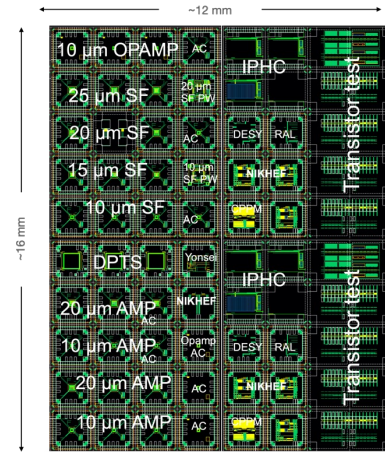 ~12 mm
~16 mm
10 µm OPAMP
AC
IPHC
25 µm SF
20 µm
SF PW
20 µm SF
AC
DESY
RAL
15 µm SF
10 µm
SF PW
NIKHEF
10 µm SF
AC
CPPM
Transistor test
DPTS
Yonsei
IPHC
20 µm AMP
AC
NIKHEF
10 µm AMP
AC
Opamp
AC
DESY
RAL
20 µm AMP
AC
NIKHEF
10 µm AMP
AC
CPPM
Transistor test